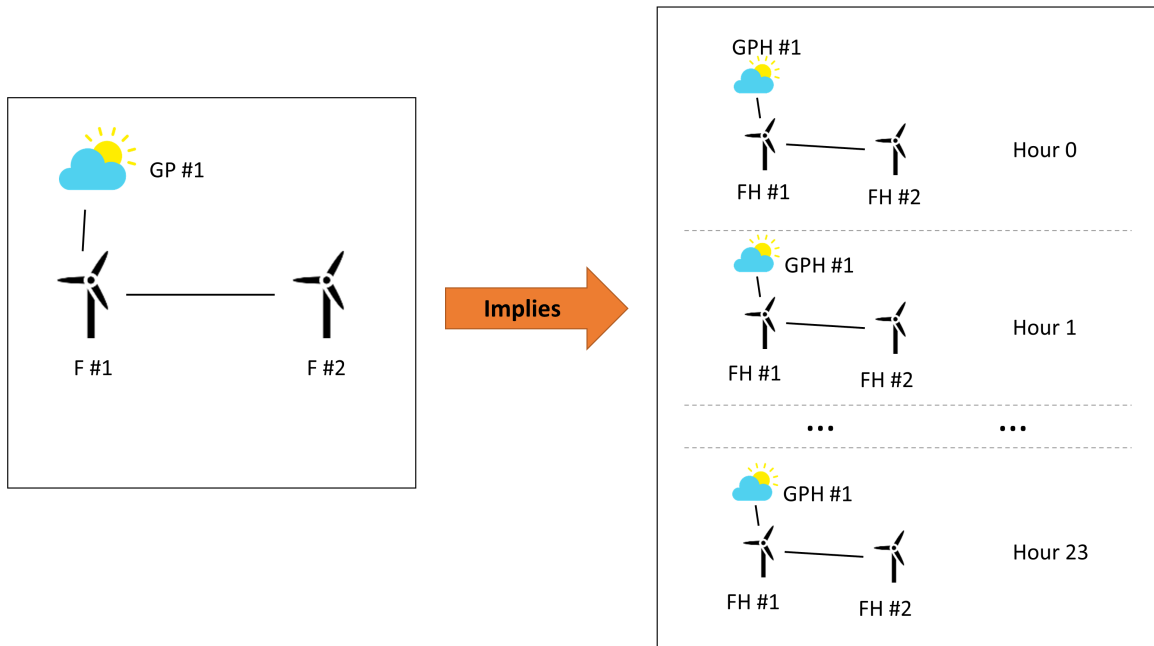 GP #1
F #1
F #2
Implies
GPH #1
Hour 0
FH #1
FH #2
GPH #1
Hour 1
FH #1
FH #2
... ...
GPH #1
Hour 23
FH #1
FH #2